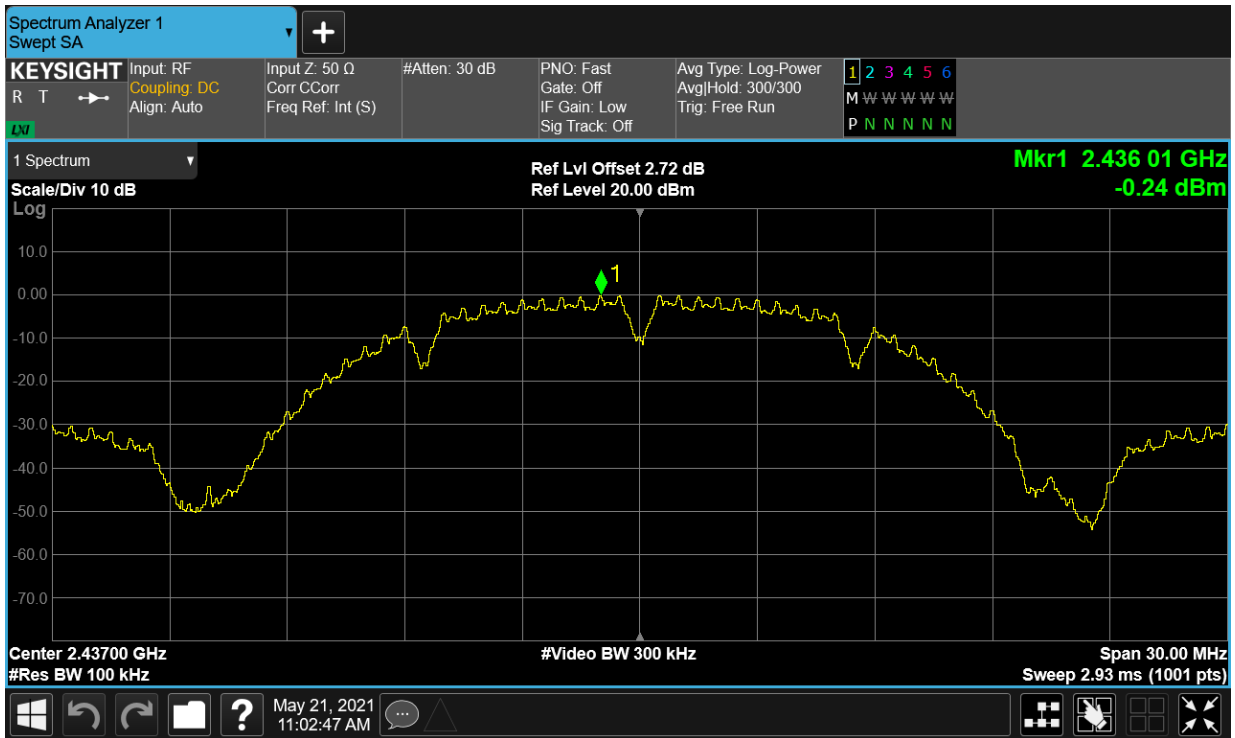 Spectrum Analyzer 1
Swept SA
+
KEYSIGHT
R T
LXI
Input: RF
Coupling: DC
Align: Auto
Input Z: 50 Ω
Corr CCorr
Freq Ref: Int (S)
#Atten: 30 dB
PNO: Fast
Gate: Off
IF Gain: Low
Sig Track: Off
Avg Type: Log-Power
Avg|Hold: 300/300
Trig: Free Run
1 2 3 4 5 6
M W W W W W
P N N N N N
1 Spectrum
Scale/Div 10 dB
Log
Ref Lvl Offset 2.72 dB
Ref Level 20.00 dBm
Mkr1 2.436 01 GHz
-0.24 dBm
10.0
0.00
-10.0
-20.0
-30.0
-40.0
-50.0
-60.0
-70.0
1
Center 2.43700 GHz
#Res BW 100 kHz
#Video BW 300 kHz
Span 30.00 MHz
Sweep 2.93 ms (1001 pts)
?
May 21, 2021
11:02:47 AM